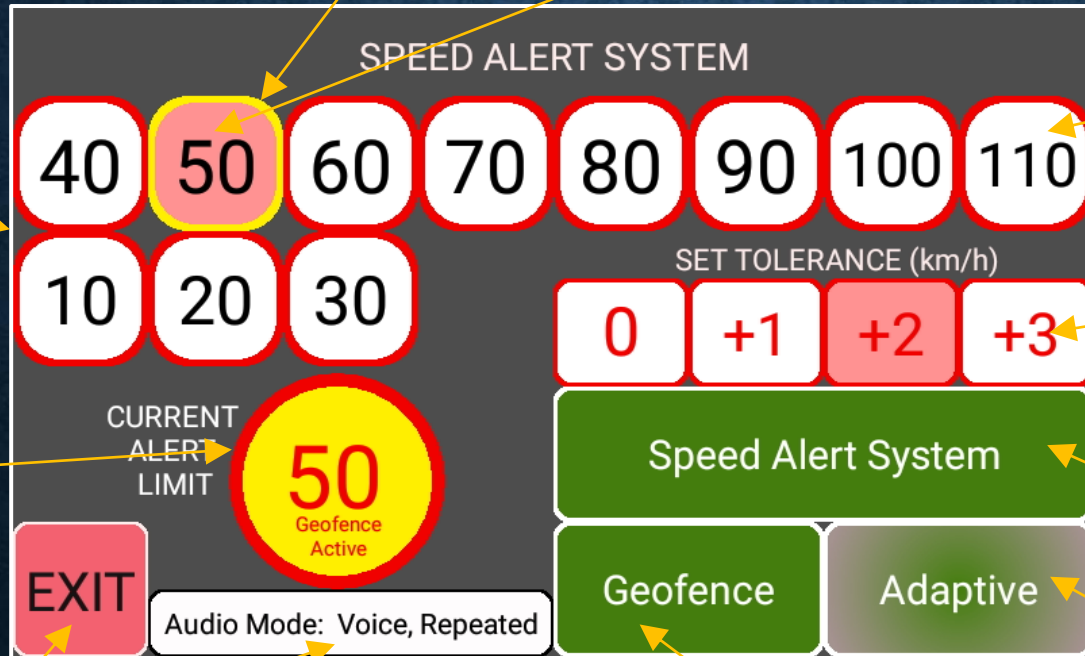 SPEED ALERT SYSTEM
40 50 60 70 80 90 100 110
10 20 30
SET TOLERANCE (km/h)
0 +1 +2 +3
CURRENT
ALERT
LIMIT
50
Geofence
Active
Speed Alert System
EXIT
Audio Mode: Voice, Repeated
Geofence
Adaptive